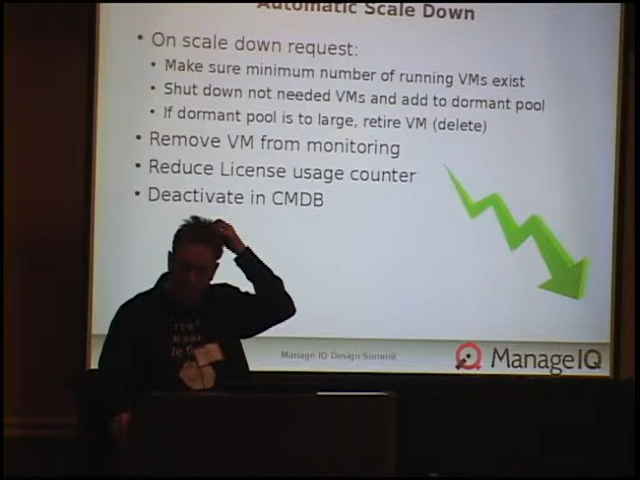 Automatic Scale Down
• On scale down request:
• Make sure minimum number of running VMs exist
• Shut down not needed VMs and add to dormant pool
• If dormant pool is to large, retire VM (delete)
• Remove VM from monitoring
• Reduce License usage counter
• Deactivate in CMDB
Manage IQ Design Summit
ManageIQ